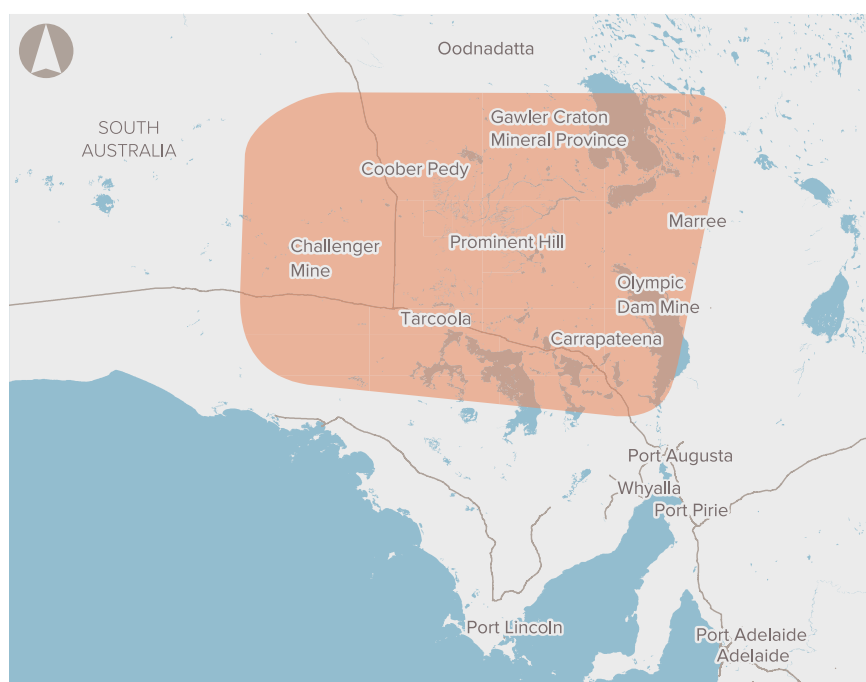 Oodnadatta
SOUTH
AUSTRALIA
Gawler Craton
Mineral Province
Coober Pedy
Marree
Challenger
Mine
Prominent Hill
Olympic
Dam Mine
Tarcoola
Carrapateena
Port Augusta
Whyalla
Port Pirie
Port Lincoln
Port Adelaide
Adelaide